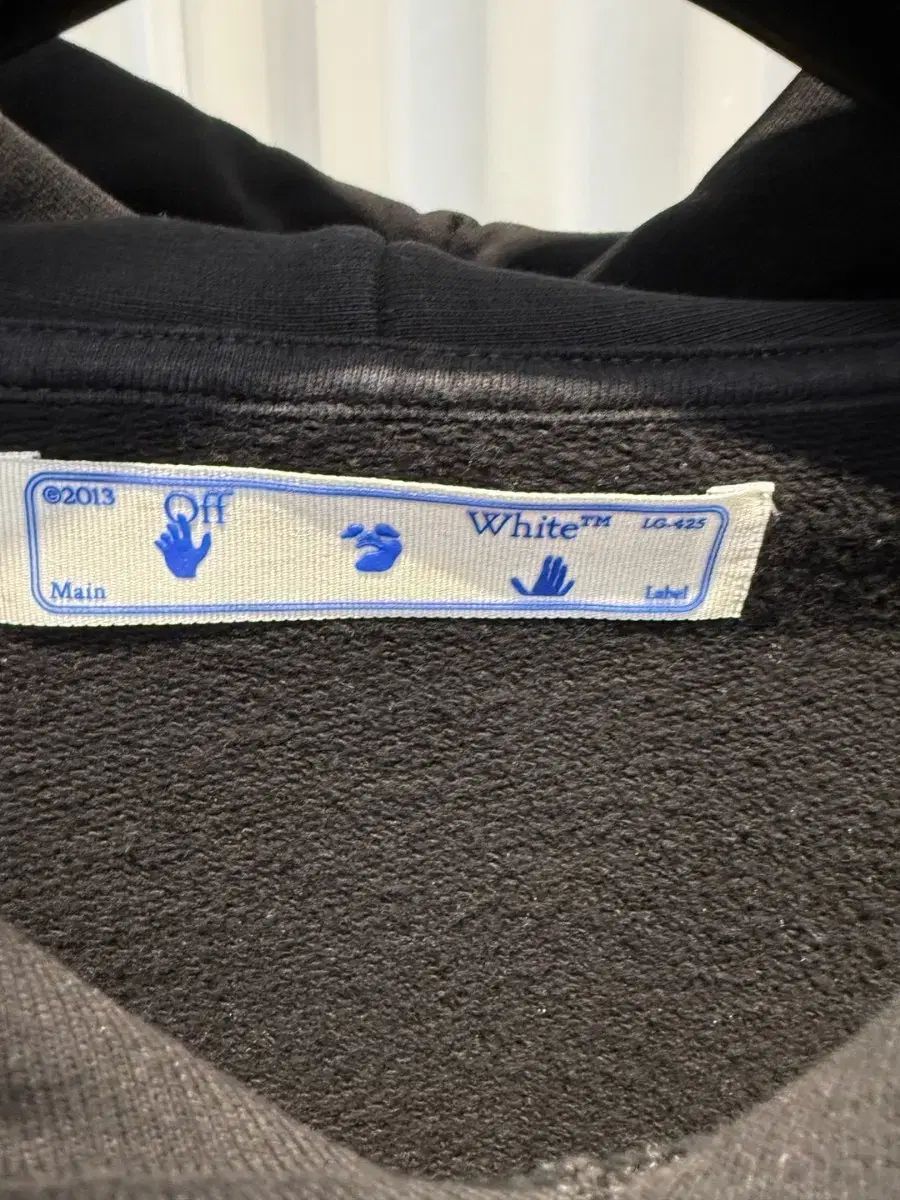 ©2013 Off White™ LG-425
Main Label